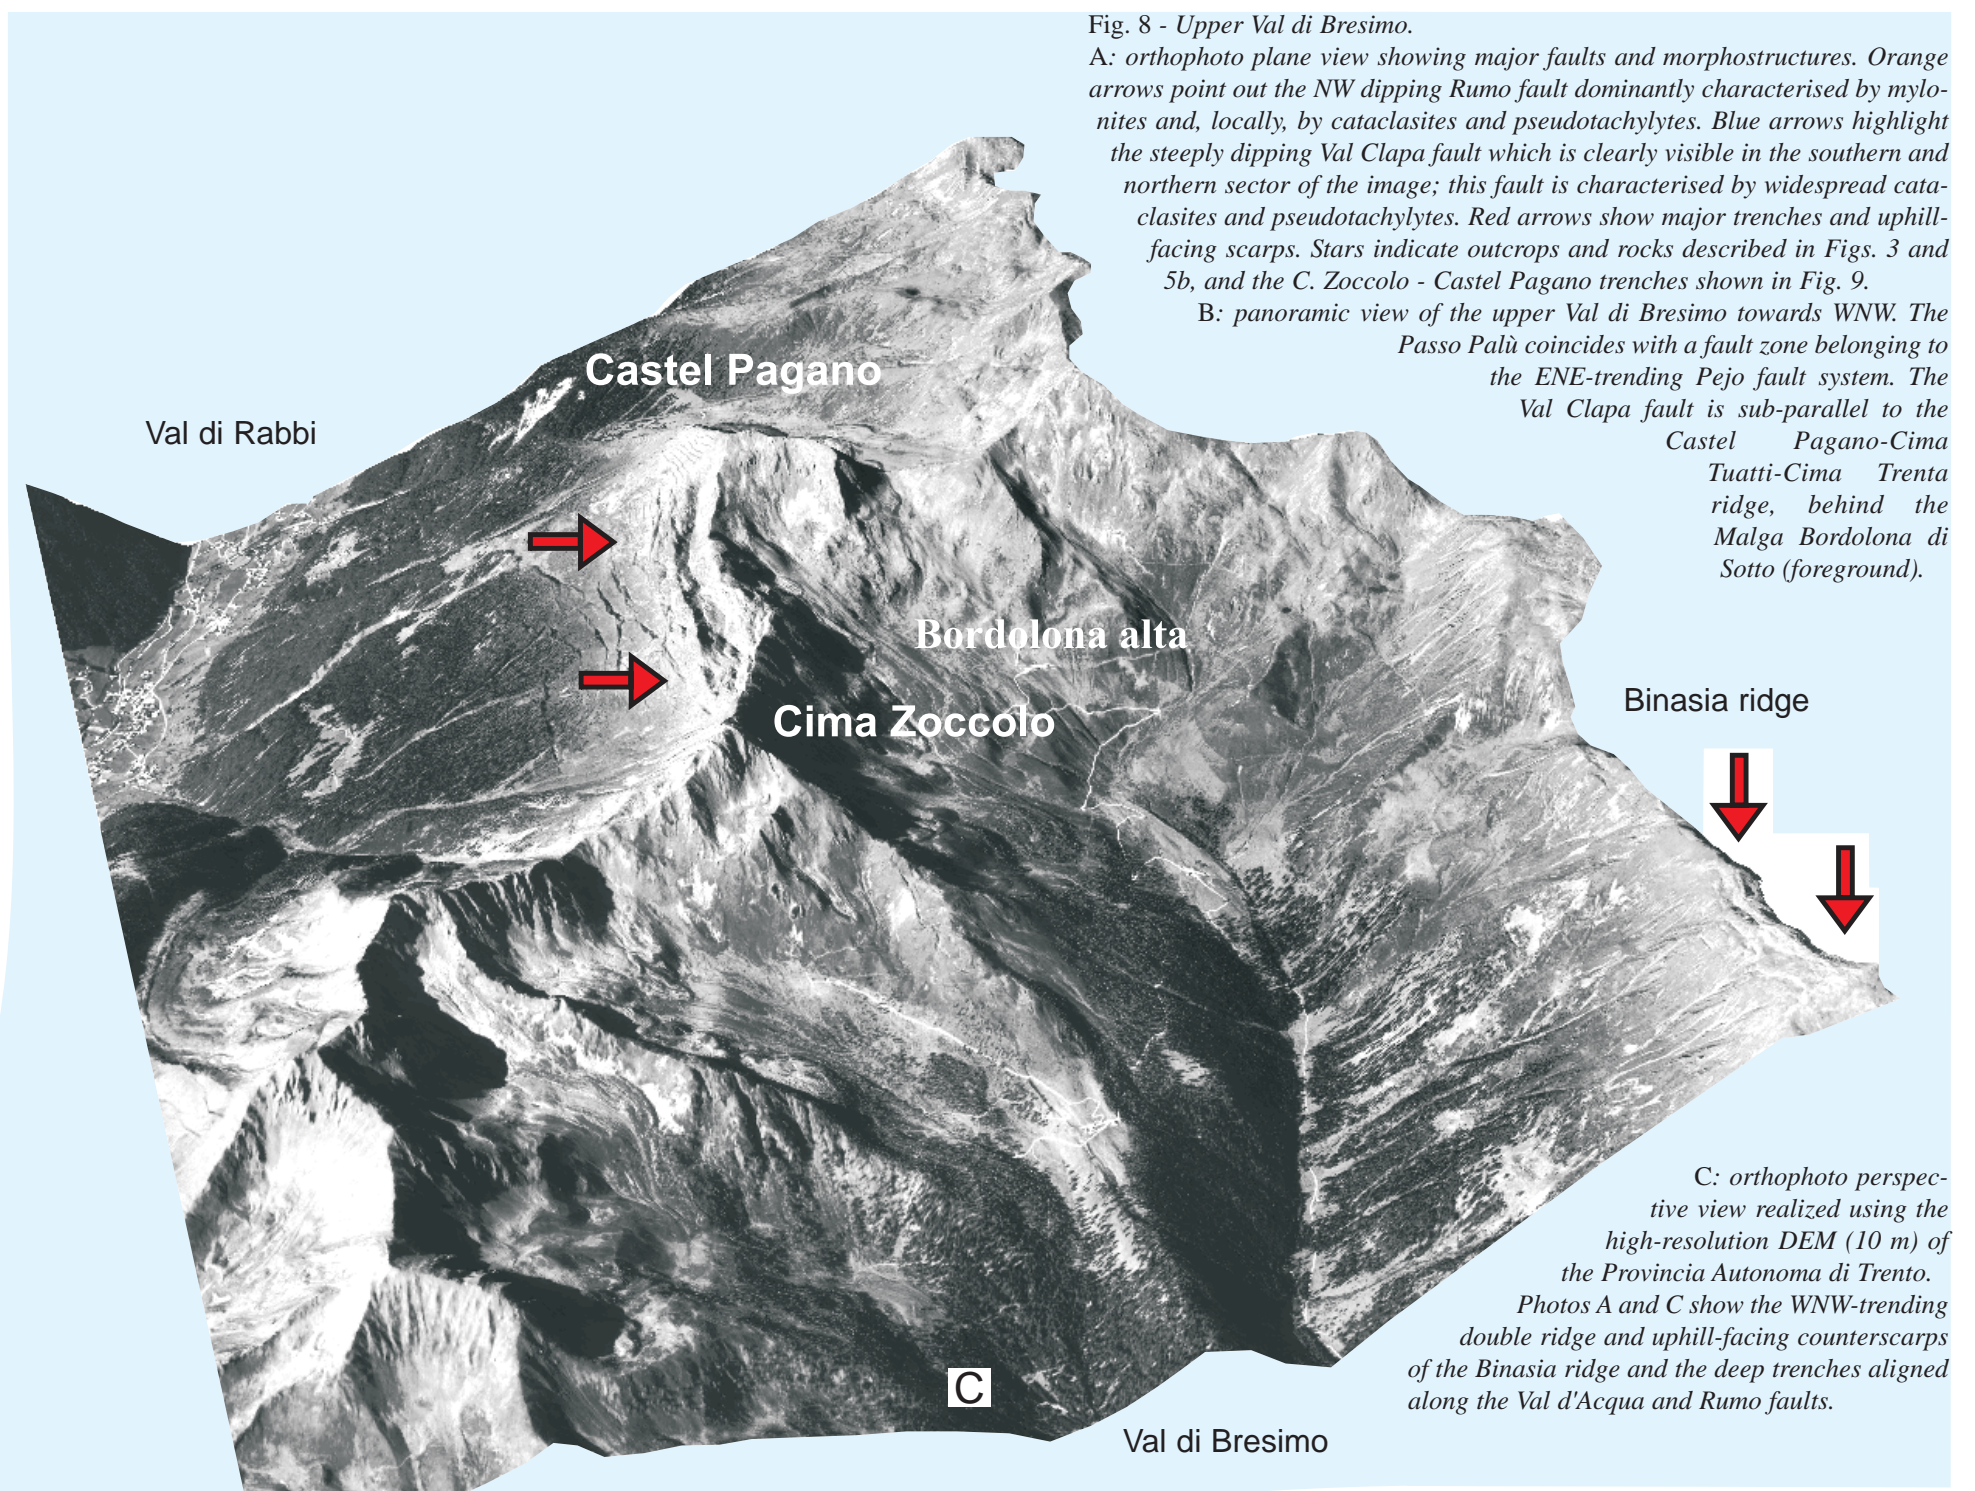 Fig. 8 - Upper Val di Bresimo.
A: orthophoto plane view showing major faults and morphostructures. Orange
arrows point out the NW dipping Rumo fault dominantly characterised by mylo-
nites and, locally, by cataclasites and pseudotachylytes. Blue arrows highlight
the steeply dipping Val Clapa fault which is clearly visible in the southern and
northern sector of the image; this fault is characterised by widespread cata-
clasites and pseudotachylytes. Red arrows show major trenches and uphill-
facing scarps. Stars indicate outcrops and rocks described in Figs. 3 and
5b, and the C. Zoccolo - Castel Pagano trenches shown in Fig. 9.
B: panoramic view of the upper Val di Bresimo towards WNW. The
Passo Palù coincides with a fault zone belonging to
the ENE-trending Pejo fault system. The
Val Clapa fault is sub-parallel to the
Castel Pagano-Cima
Tuatti-Cima Trenta
ridge, behind the
Malga Bordolona di
Sotto (foreground).
Castel Pagano
Val di Rabbi
Bordolona alta
Cima Zoccolo
Binasia ridge
C: orthophoto perspec-
tive view realized using the
high-resolution DEM (10 m) of
the Provincia Autonoma di Trento.
Photos A and C show the WNW-trending
double ridge and uphill-facing counterscarps
of the Binasia ridge and the deep trenches aligned
along the Val d'Acqua and Rumo faults.
C
Val di Bresimo